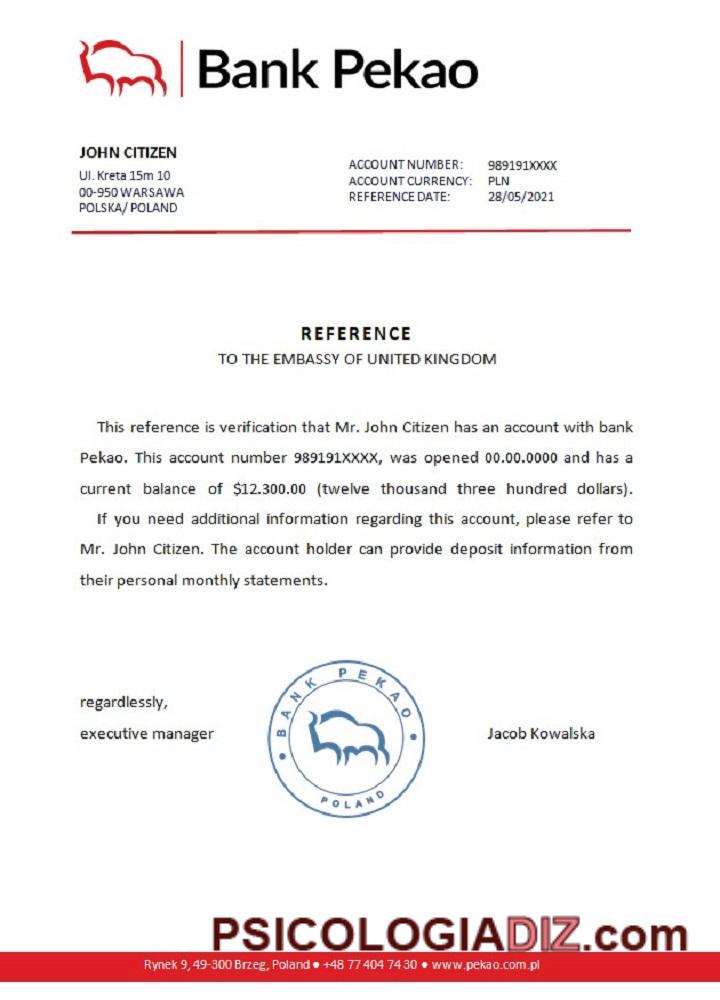 Bank Pekao
JOHN CITIZEN
Ul. Kreta 15m 10
00-950 WARSAWA
POLSKA/ POLAND
ACCOUNT NUMBER: 989191XXXX
ACCOUNT CURRENCY: PLN
REFERENCE DATE: 28/05/2021
REFERENCE
TO THE EMBASSY OF UNITED KINGDOM
This reference is verification that Mr. John Citizen has an account with bank
Pekao. This account number 989191XXXX, was opened 00.00.0000 and has a
current balance of $12.300.00 (twelve thousand three hundred dollars).
If you need additional information regarding this account, please refer to
Mr. John Citizen. The account holder can provide deposit information from
their personal monthly statements.
regardlessly,
executive manager
BANK PEKAO
POLAND
Jacob Kowalska
PSICOLOGIADIZ.com
Rynek 9, 49-300 Brzeg, Poland ● +48 77 404 74 30 ● www.pekao.com.pl